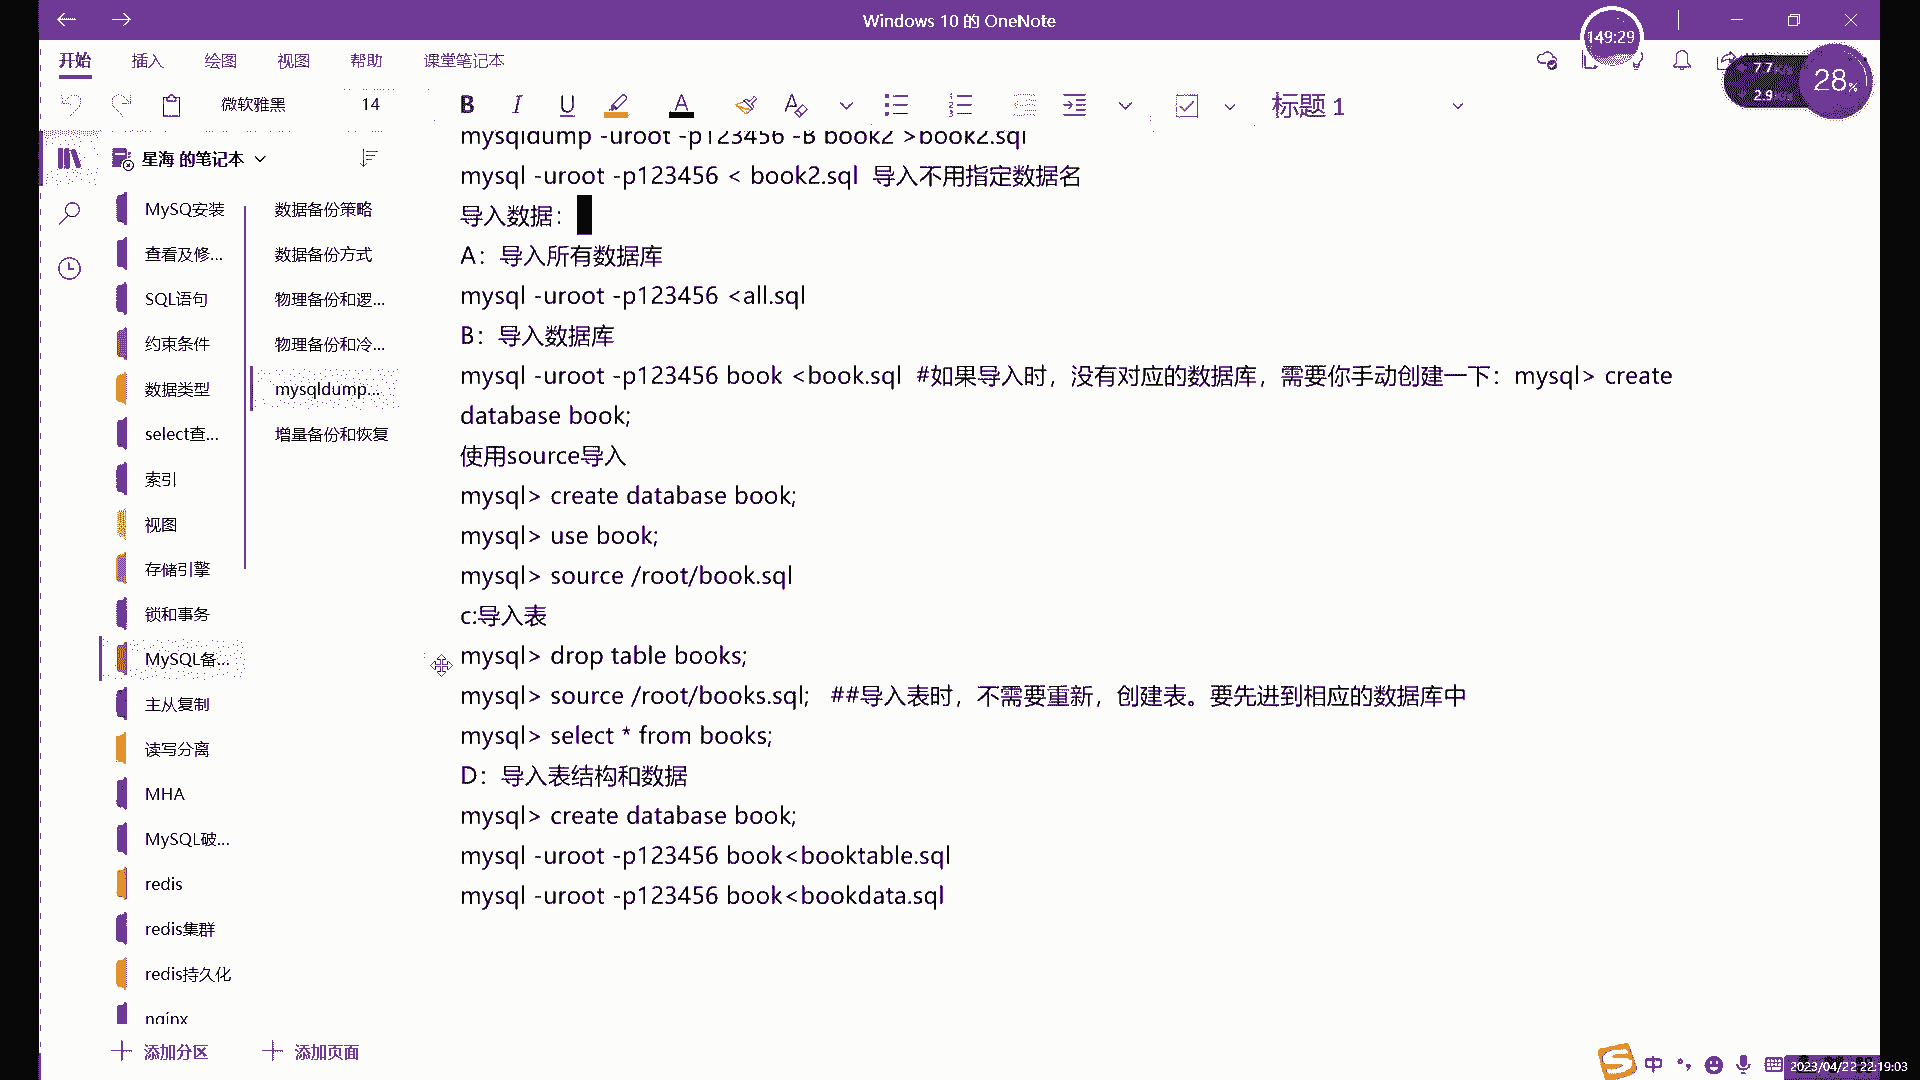 Windows 10 的 OneNote
149:29
开始 插入 绘图 视图 帮助 课堂笔记本
7.7
2.9
28%
微软雅黑 14 B I U A 标题 1
星海 的笔记本
MySQ安装
查看及修...
SQL语句
约束条件
数据类型
select查...
索引
视图
存储引擎
锁和事务
MySQL备...
主从复制
读写分离
MHA
MySQL破...
redis
redis集群
redis持久化
nginx
添加分区
数据备份策略
数据备份方式
物理备份和逻...
物理备份和冷...
mysqldump...
增量备份和恢复
添加页面
mysqldump -uroot -p123456 -B book2 >book2.sql
mysql -uroot -p123456 < book2.sql 导入不用指定数据名
导入数据：
A：导入所有数据库
mysql -uroot -p123456 <all.sql
B：导入数据库
mysql -uroot -p123456 book <book.sql #如果导入时，没有对应的数据库，需要你手动创建一下：mysql> create
database book;
使用source导入
mysql> create database book;
mysql> use book;
mysql> source /root/book.sql
c:导入表
mysql> drop table books;
mysql> source /root/books.sql; ##导入表时，不需要重新，创建表。要先进到相应的数据库中
mysql> select * from books;
D：导入表结构和数据
mysql> create database book;
mysql -uroot -p123456 book<booktable.sql
mysql -uroot -p123456 book<bookdata.sql
中
2023/04/22 22:19:03